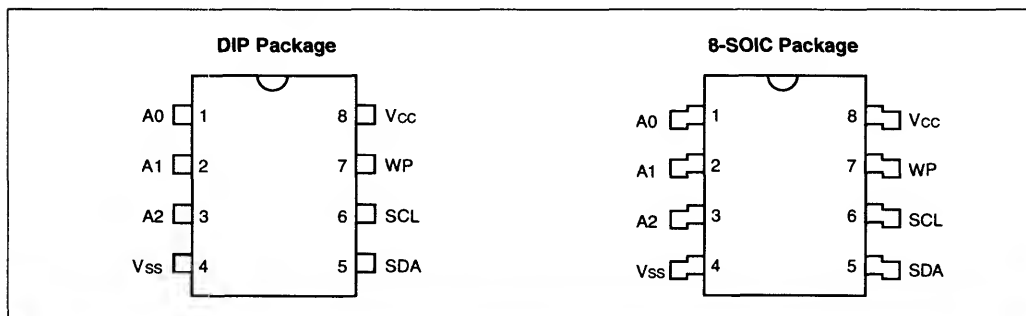 DIP Package
A0 1 8 Vcc
A1 2 7 WP
A2 3 6 SCL
Vss 4 5 SDA
8-SOIC Package
A0 1 8 Vcc
A1 2 7 WP
A2 3 6 SCL
Vss 4 5 SDA